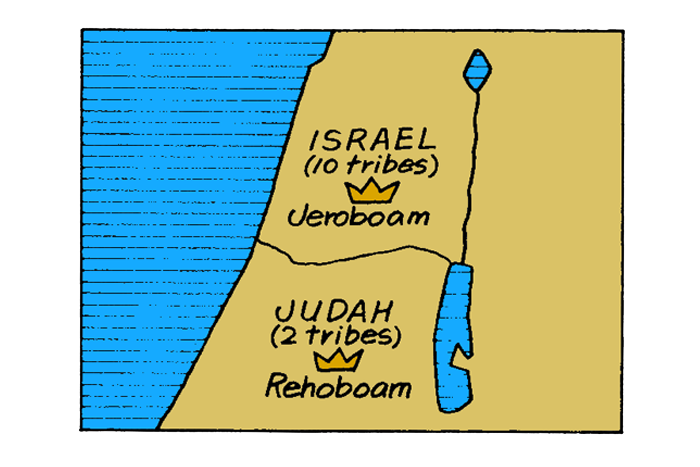 ISRAEL
(10 tribes)
Jeroboam
JUDAH
(2 tribes)
Rehoboam